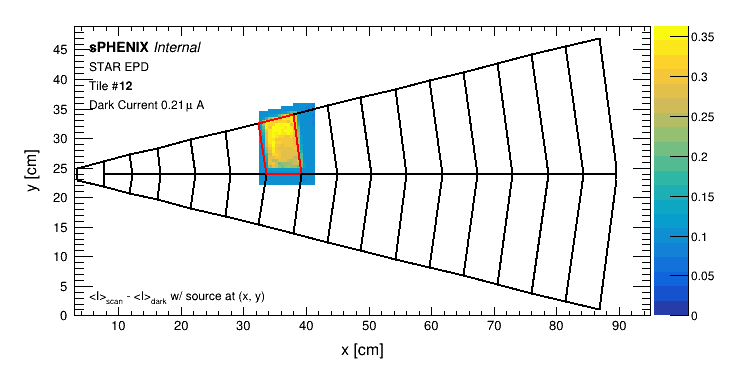 sPHENIX Internal
STAR EPD
Tile #12
Dark Current 0.21 μ A
<I>scan - <I>dark w/ source at (x, y)
y [cm]
45
40
35
30
25
20
15
10
5
0
10 20 30 40 50 60 70 80 90
x [cm]
0.35
0.3
0.25
0.2
0.15
0.1
0.05
0